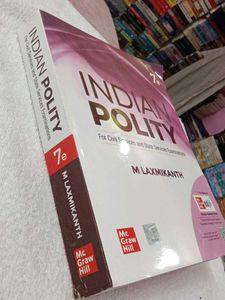 INDIAN POLITY
7e
M LAXMIKANTH
Mc
Graw
Hill
7e
INDIAN
POLITY
For Civil Services and State Services Examinations
M LAXMIKANTH
Mc
Graw
Hill